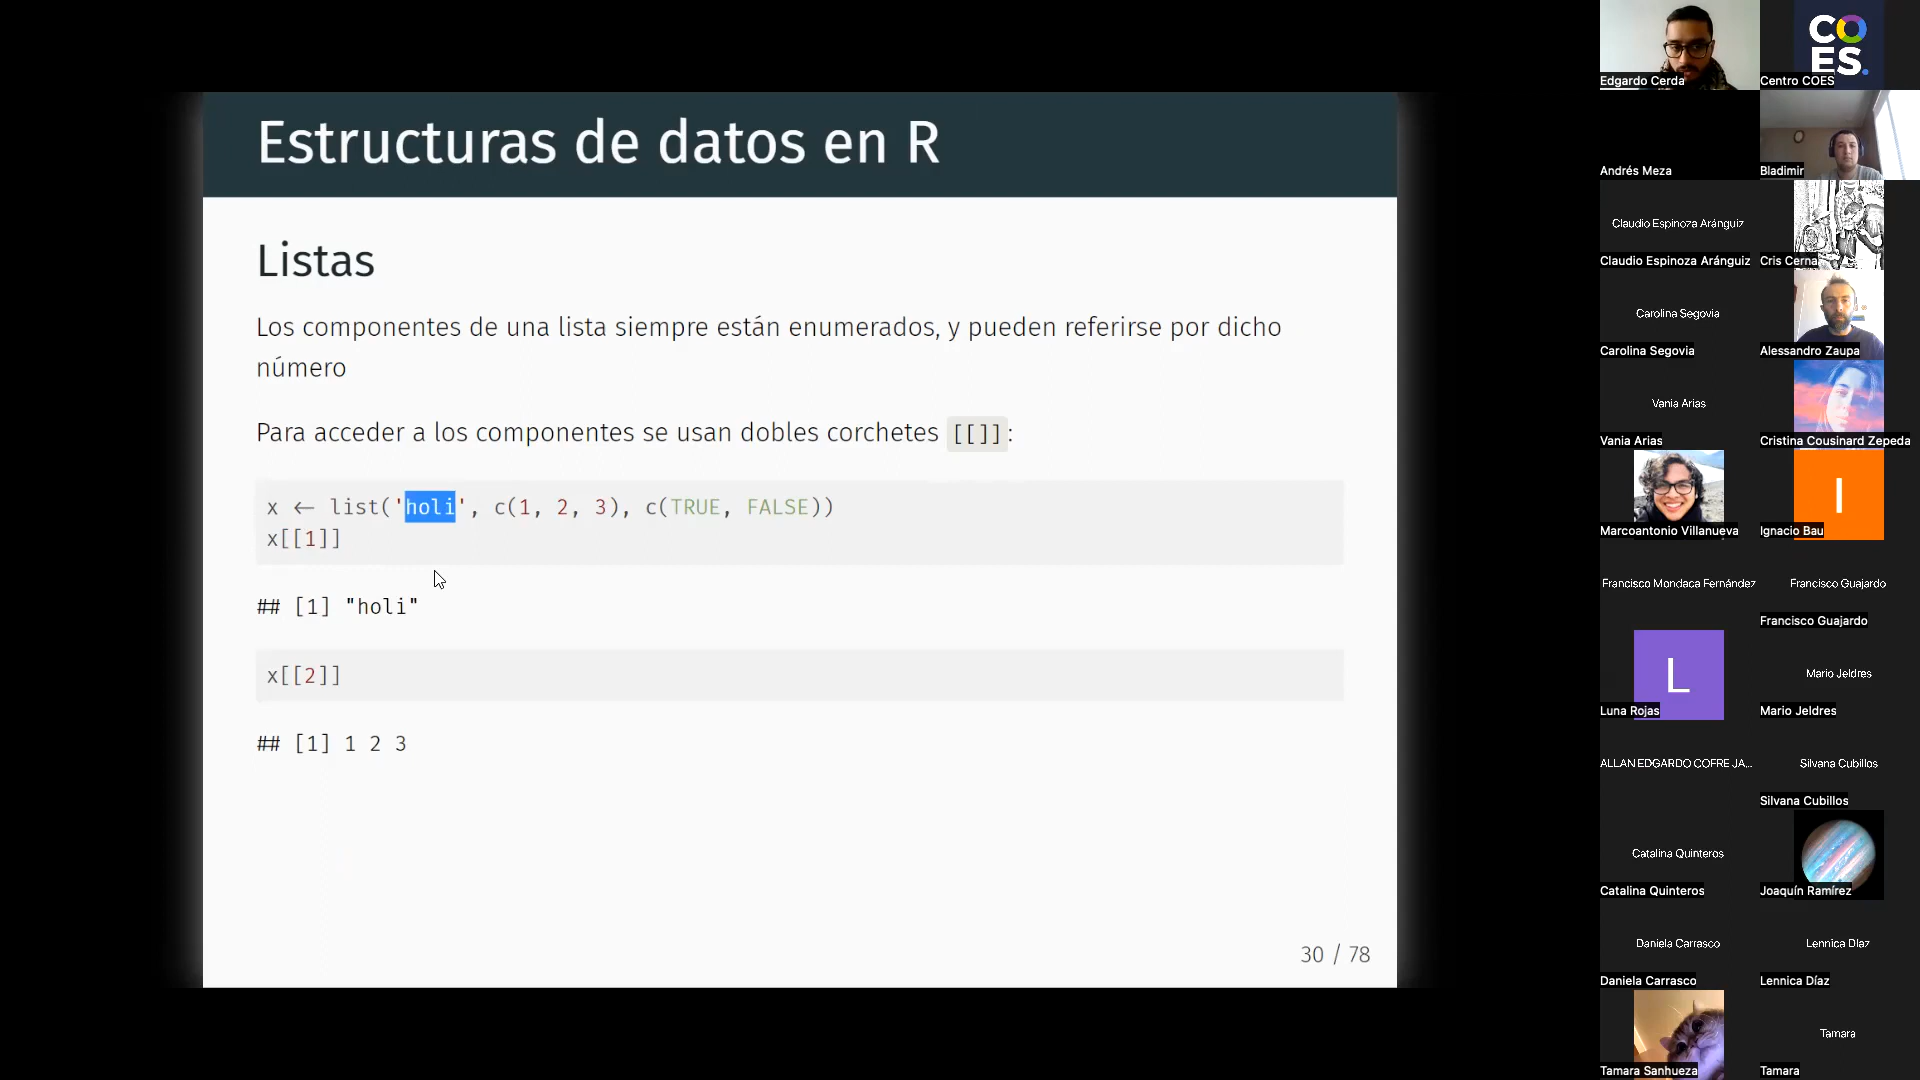 Estructuras de datos en R
Listas
Los componentes de una lista siempre están enumerados, y pueden referirse por dicho
número
Para acceder a los componentes se usan dobles corchetes [[]]:
x ← list('holi', c(1, 2, 3), c(TRUE, FALSE))
x[[1]]
## [1] "holi"
x[[2]]
## [1] 1 2 3
30 / 78
Edgardo Cerda
CO
ES.
Centro COES
Andrés Meza
Bladimir
Claudio Espinoza Aránguiz
Claudio Espinoza Aránguiz
Cris Cerna
Carolina Segovia
Carolina Segovia
Alessandro Zaupa
Vania Arias
Vania Arias
Cristina Cousinard Zepeda
Marcoantonio Villanueva
I
Ignacio Bau
Francisco Mondaca Fernández
Francisco Guajardo
Francisco Guajardo
L
Luna Rojas
Mario Jeldres
Mario Jeldres
ALLAN EDGARDO COFRE JA...
Silvana Cubillos
Silvana Cubillos
Catalina Quinteros
Catalina Quinteros
Joaquín Ramírez
Daniela Carrasco
Daniela Carrasco
Lennica Díaz
Lennica Díaz
Tamara Sanhueza
Tamara
Tamara